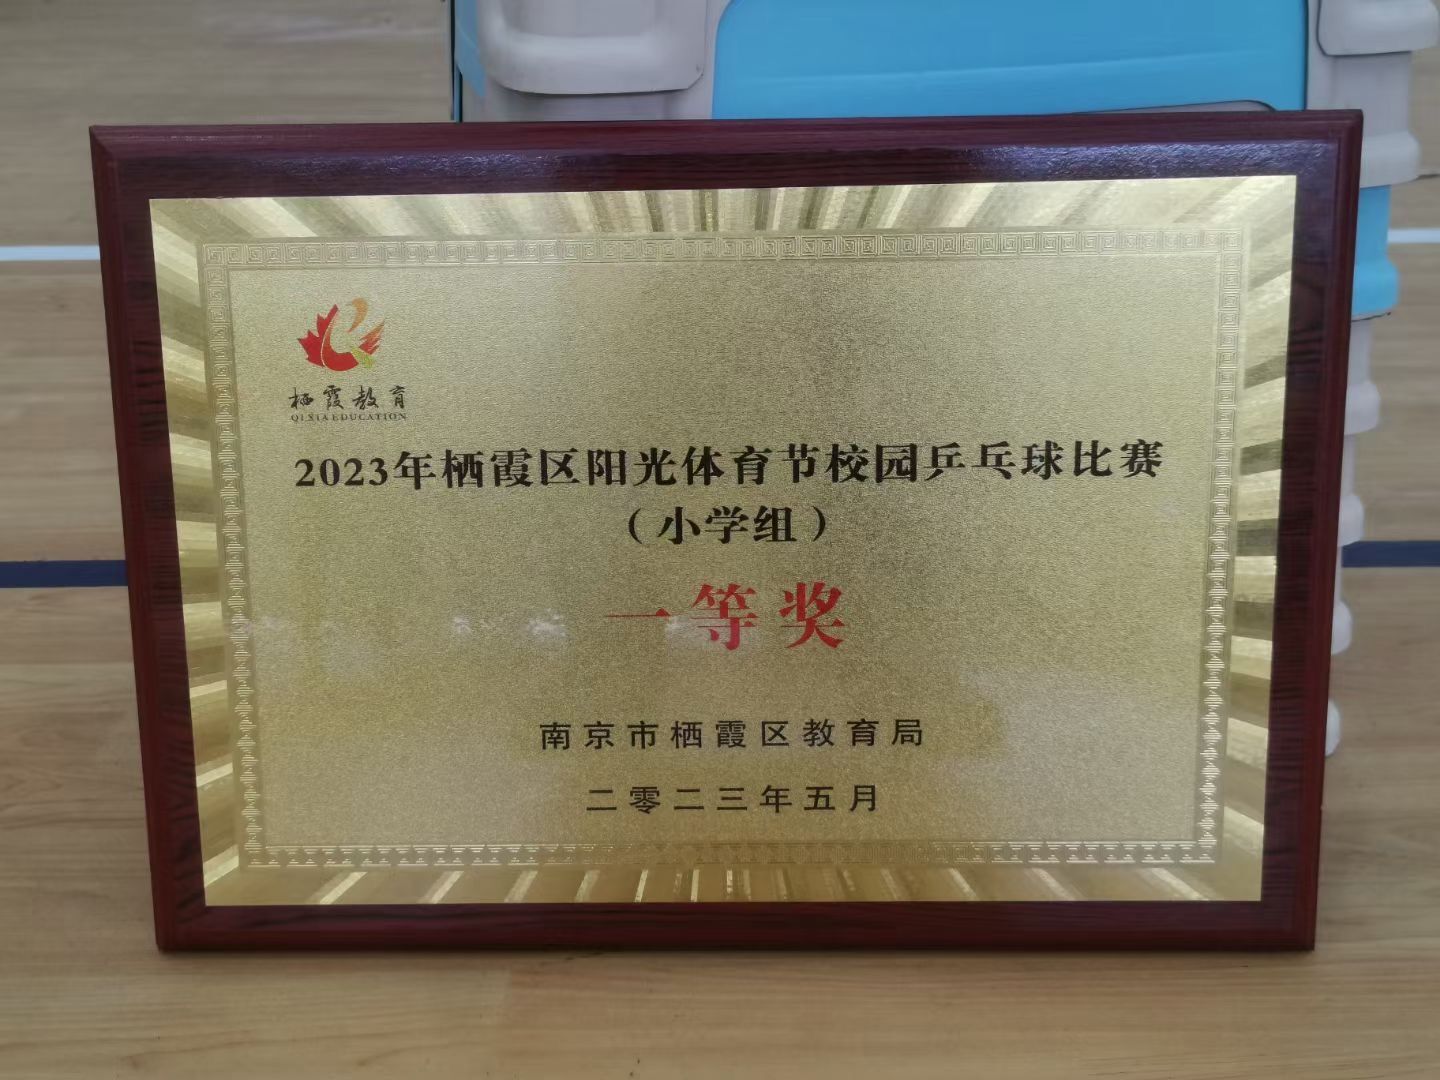 栖霞教育
QI XIA EDUCATION
2023年栖霞区阳光体育节校园乒乓球比赛
（小学组）
一等奖
南京市栖霞区教育局
二零二三年五月